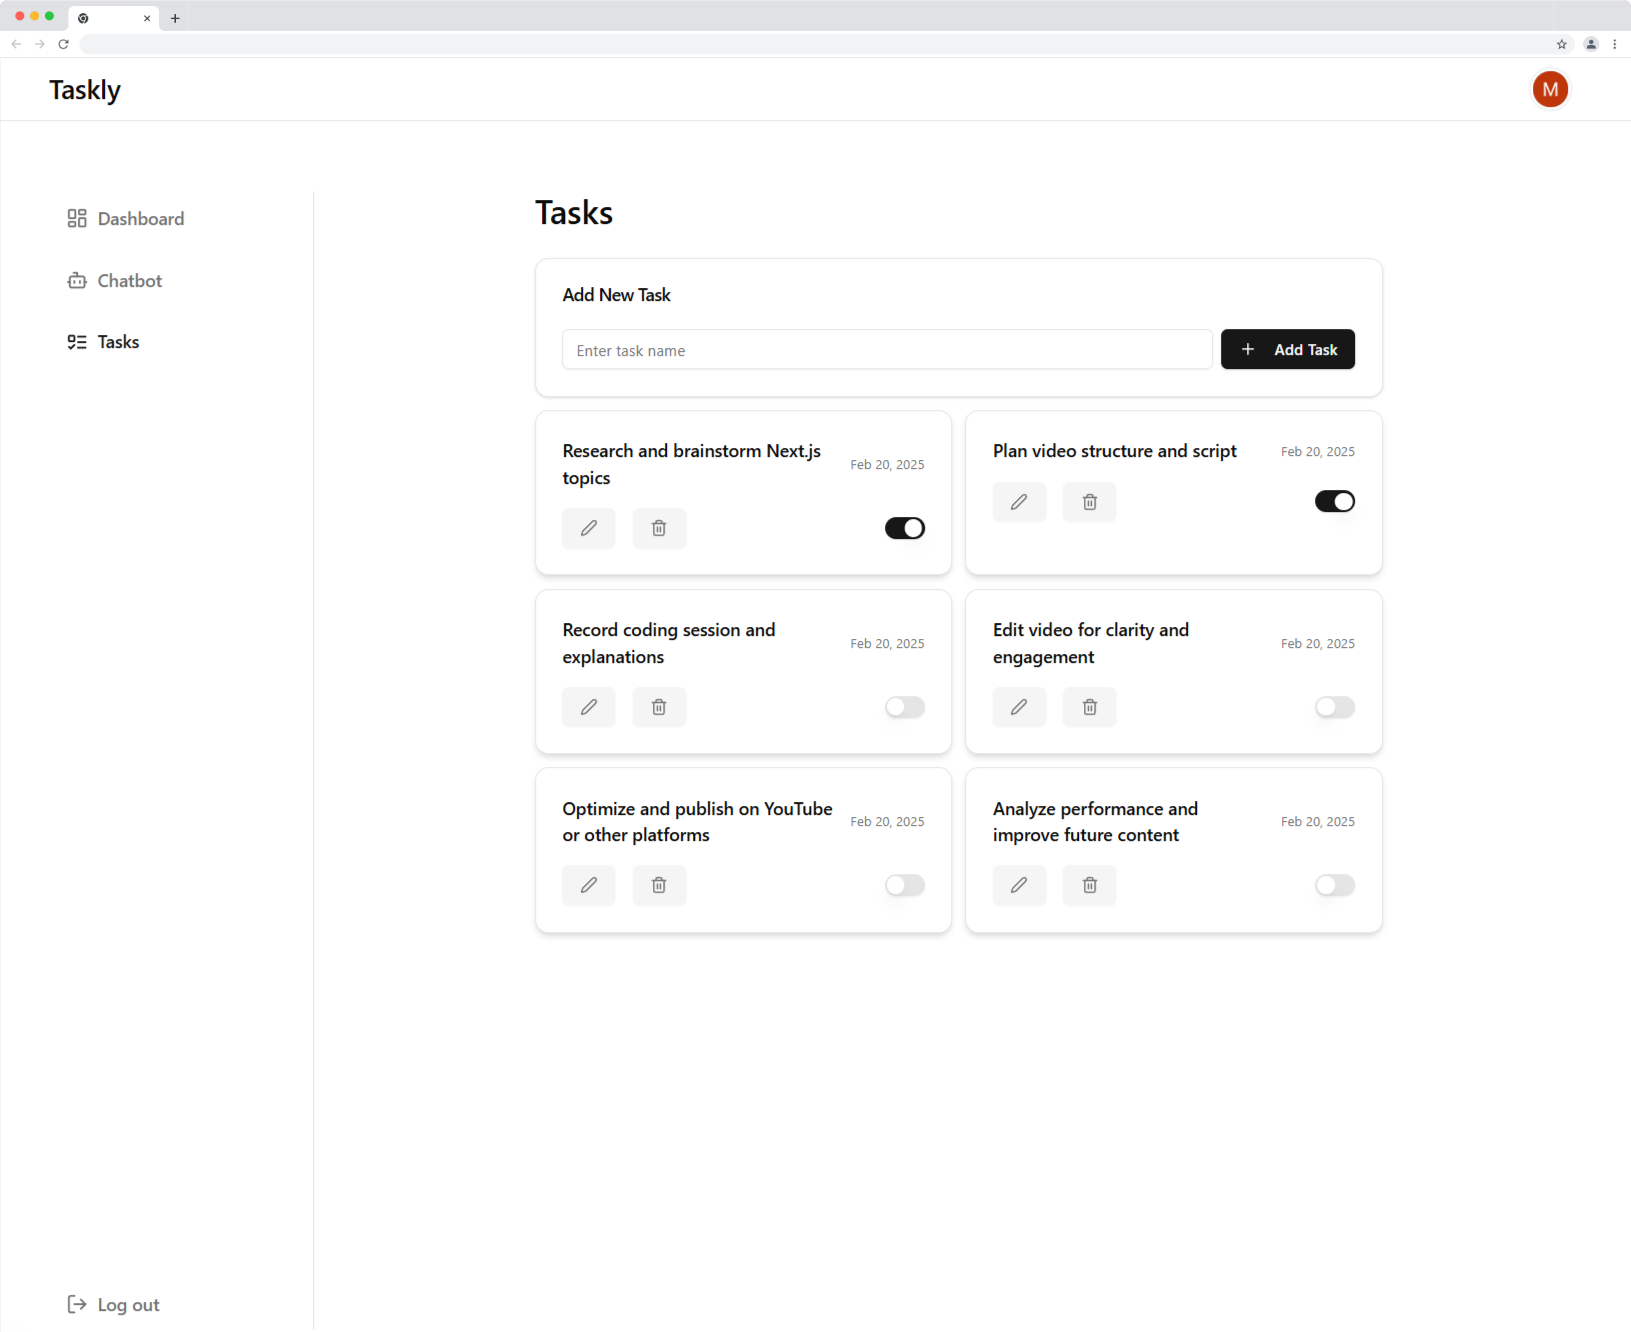 Taskly
M
Dashboard
Chatbot
Tasks
Log out
Tasks
Add New Task
Enter task name
Add Task
Research and brainstorm Next.js
topics
Feb 20, 2025
Plan video structure and script
Feb 20, 2025
Record coding session and
explanations
Feb 20, 2025
Edit video for clarity and
engagement
Feb 20, 2025
Optimize and publish on YouTube
or other platforms
Feb 20, 2025
Analyze performance and
improve future content
Feb 20, 2025